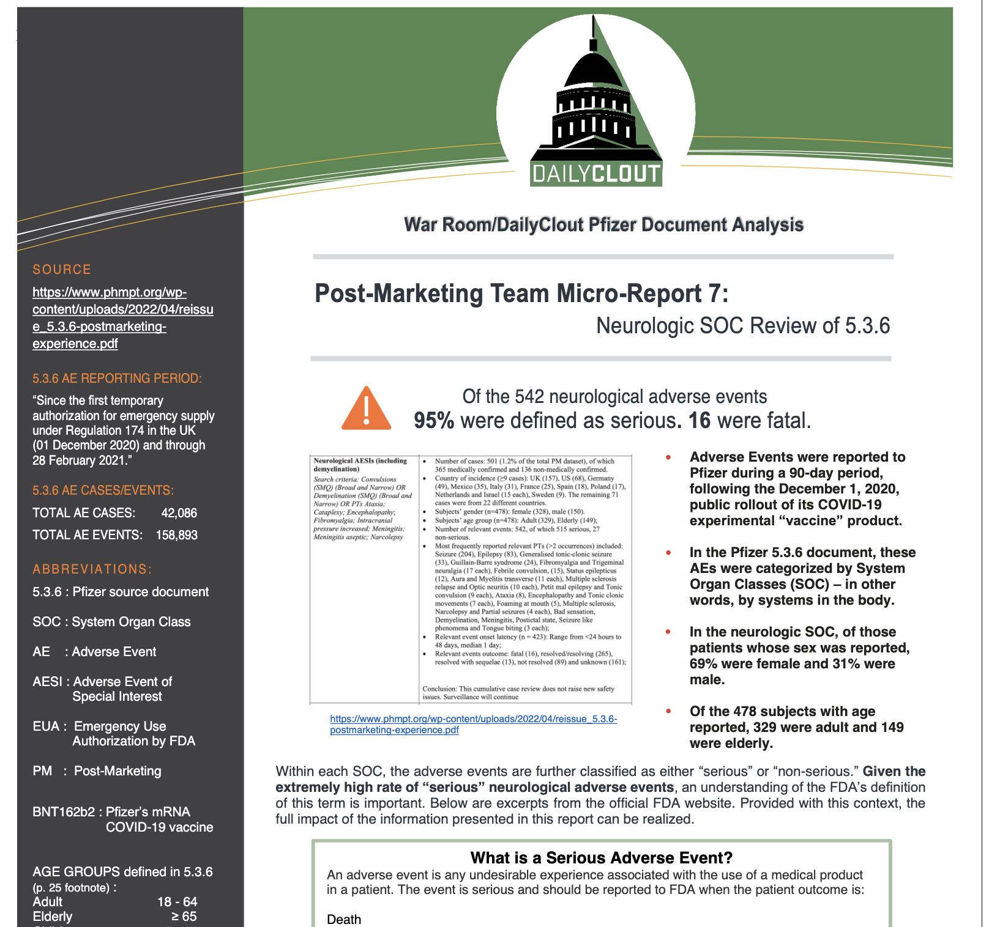 DAILYCLOUT
War Room/DailyClout Pfizer Document Analysis
Post-Marketing Team Micro-Report 7:
Neurologic SOC Review of 5.3.6
SOURCE
https://www.phmpt.org/wp-
content/uploads/2022/04/reissu
e_5.3.6-postmarketing-
experience.pdf
5.3.6 AE REPORTING PERIOD:
“Since the first temporary
authorization for emergency supply
under Regulation 174 in the UK
(01 December 2020) and through
28 February 2021.”
5.3.6 AE CASES/EVENTS:
TOTAL AE CASES: 42,086
TOTAL AE EVENTS: 158,893
ABBREVIATIONS:
5.3.6 : Pfizer source document
SOC : System Organ Class
AE : Adverse Event
AESI : Adverse Event of
Special Interest
EUA : Emergency Use
Authorization by FDA
PM : Post-Marketing
BNT162b2 : Pfizer’s mRNA
COVID-19 vaccine
AGE GROUPS defined in 5.3.6
(p. 25 footnote) :
Adult 18 - 64
Elderly ≥ 65
Of the 542 neurological adverse events
95% were defined as serious. 16 were fatal.
Neurological AESIs (including
demyelination)
Search criteria: Convulsions
(SMQ) (Broad and Narrow) OR
Demyelination (SMQ) (Broad and
Narrow) OR PTs Ataxia;
Cataplexy; Encephalopathy;
Fibromyalgia; Intracranial
pressure increased; Meningitis;
Meningitis aseptic; Narcolepsy
• Number of cases: 501 (1.2% of the total PM dataset), of which
365 medically confirmed and 136 non-medically confirmed.
• Country of incidence (≥9 cases): UK (157), US (68), Germany
(49), Mexico (35), Italy (31), France (25), Spain (18), Poland (17),
Netherlands and Israel (15 each), Sweden (9). The remaining 71
cases were from 22 different countries.
• Subjects’ gender (n=478): female (328), male (150).
• Subjects’ age group (n=478): Adult (329), Elderly (149);
• Number of relevant events: 542, of which 515 serious, 27
non-serious.
• Most frequently reported relevant PTs (>2 occurrences) included:
Seizure (204), Epilepsy (83), Generalised tonic-clonic seizure
(33), Guillain-Barre syndrome (24), Fibromyalgia and Trigeminal
neuralgia (17 each), Febrile convulsion, (15), Status epilepticus
(12), Aura and Myelitis transverse (11 each), Multiple sclerosis
relapse and Optic neuritis (10 each), Petit mal epilepsy and Tonic
convulsion (9 each), Ataxia (8), Encephalopathy and Tonic clonic
movements (7 each), Foaming at mouth (5), Multiple sclerosis,
Narcolepsy and Partial seizures (4 each), Bad sensation,
Demyelination, Meningitis, Postictal state, Seizure like
phenomena and Tongue biting (3 each);
• Relevant event onset latency (n = 423): Range from <24 hours to
48 days, median 1 day;
• Relevant events outcome: fatal (16), resolved/resolving (265),
resolved with sequelae (13), not resolved (89) and unknown (161);
Conclusion: This cumulative case review does not raise new safety
issues. Surveillance will continue
https://www.phmpt.org/wp-content/uploads/2022/04/reissue_5.3.6-
postmarketing-experience.pdf
• Adverse Events were reported to
Pfizer during a 90-day period,
following the December 1, 2020,
public rollout of its COVID-19
experimental “vaccine” product.
• In the Pfizer 5.3.6 document, these
AEs were categorized by System
Organ Classes (SOC) – in other
words, by systems in the body.
• In the neurologic SOC, of those
patients whose sex was reported,
69% were female and 31% were
male.
• Of the 478 subjects with age
reported, 329 were adult and 149
were elderly.
Within each SOC, the adverse events are further classified as either “serious” or “non-serious.” Given the
extremely high rate of “serious” neurological adverse events, an understanding of the FDA’s definition
of this term is important. Below are excerpts from the official FDA website. Provided with this context, the
full impact of the information presented in this report can be realized.
What is a Serious Adverse Event?
An adverse event is any undesirable experience associated with the use of a medical product
in a patient. The event is serious and should be reported to FDA when the patient outcome is:
Death